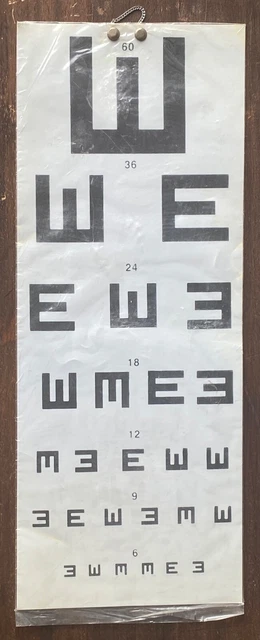 60
Ш
36
Ш E
24
E Ш Ǝ
18
Ш M E Ǝ
12
M Ǝ E Ш Ш
9
Ǝ E Ш Ǝ M Ш
6
Ǝ Ш M M E Ǝ